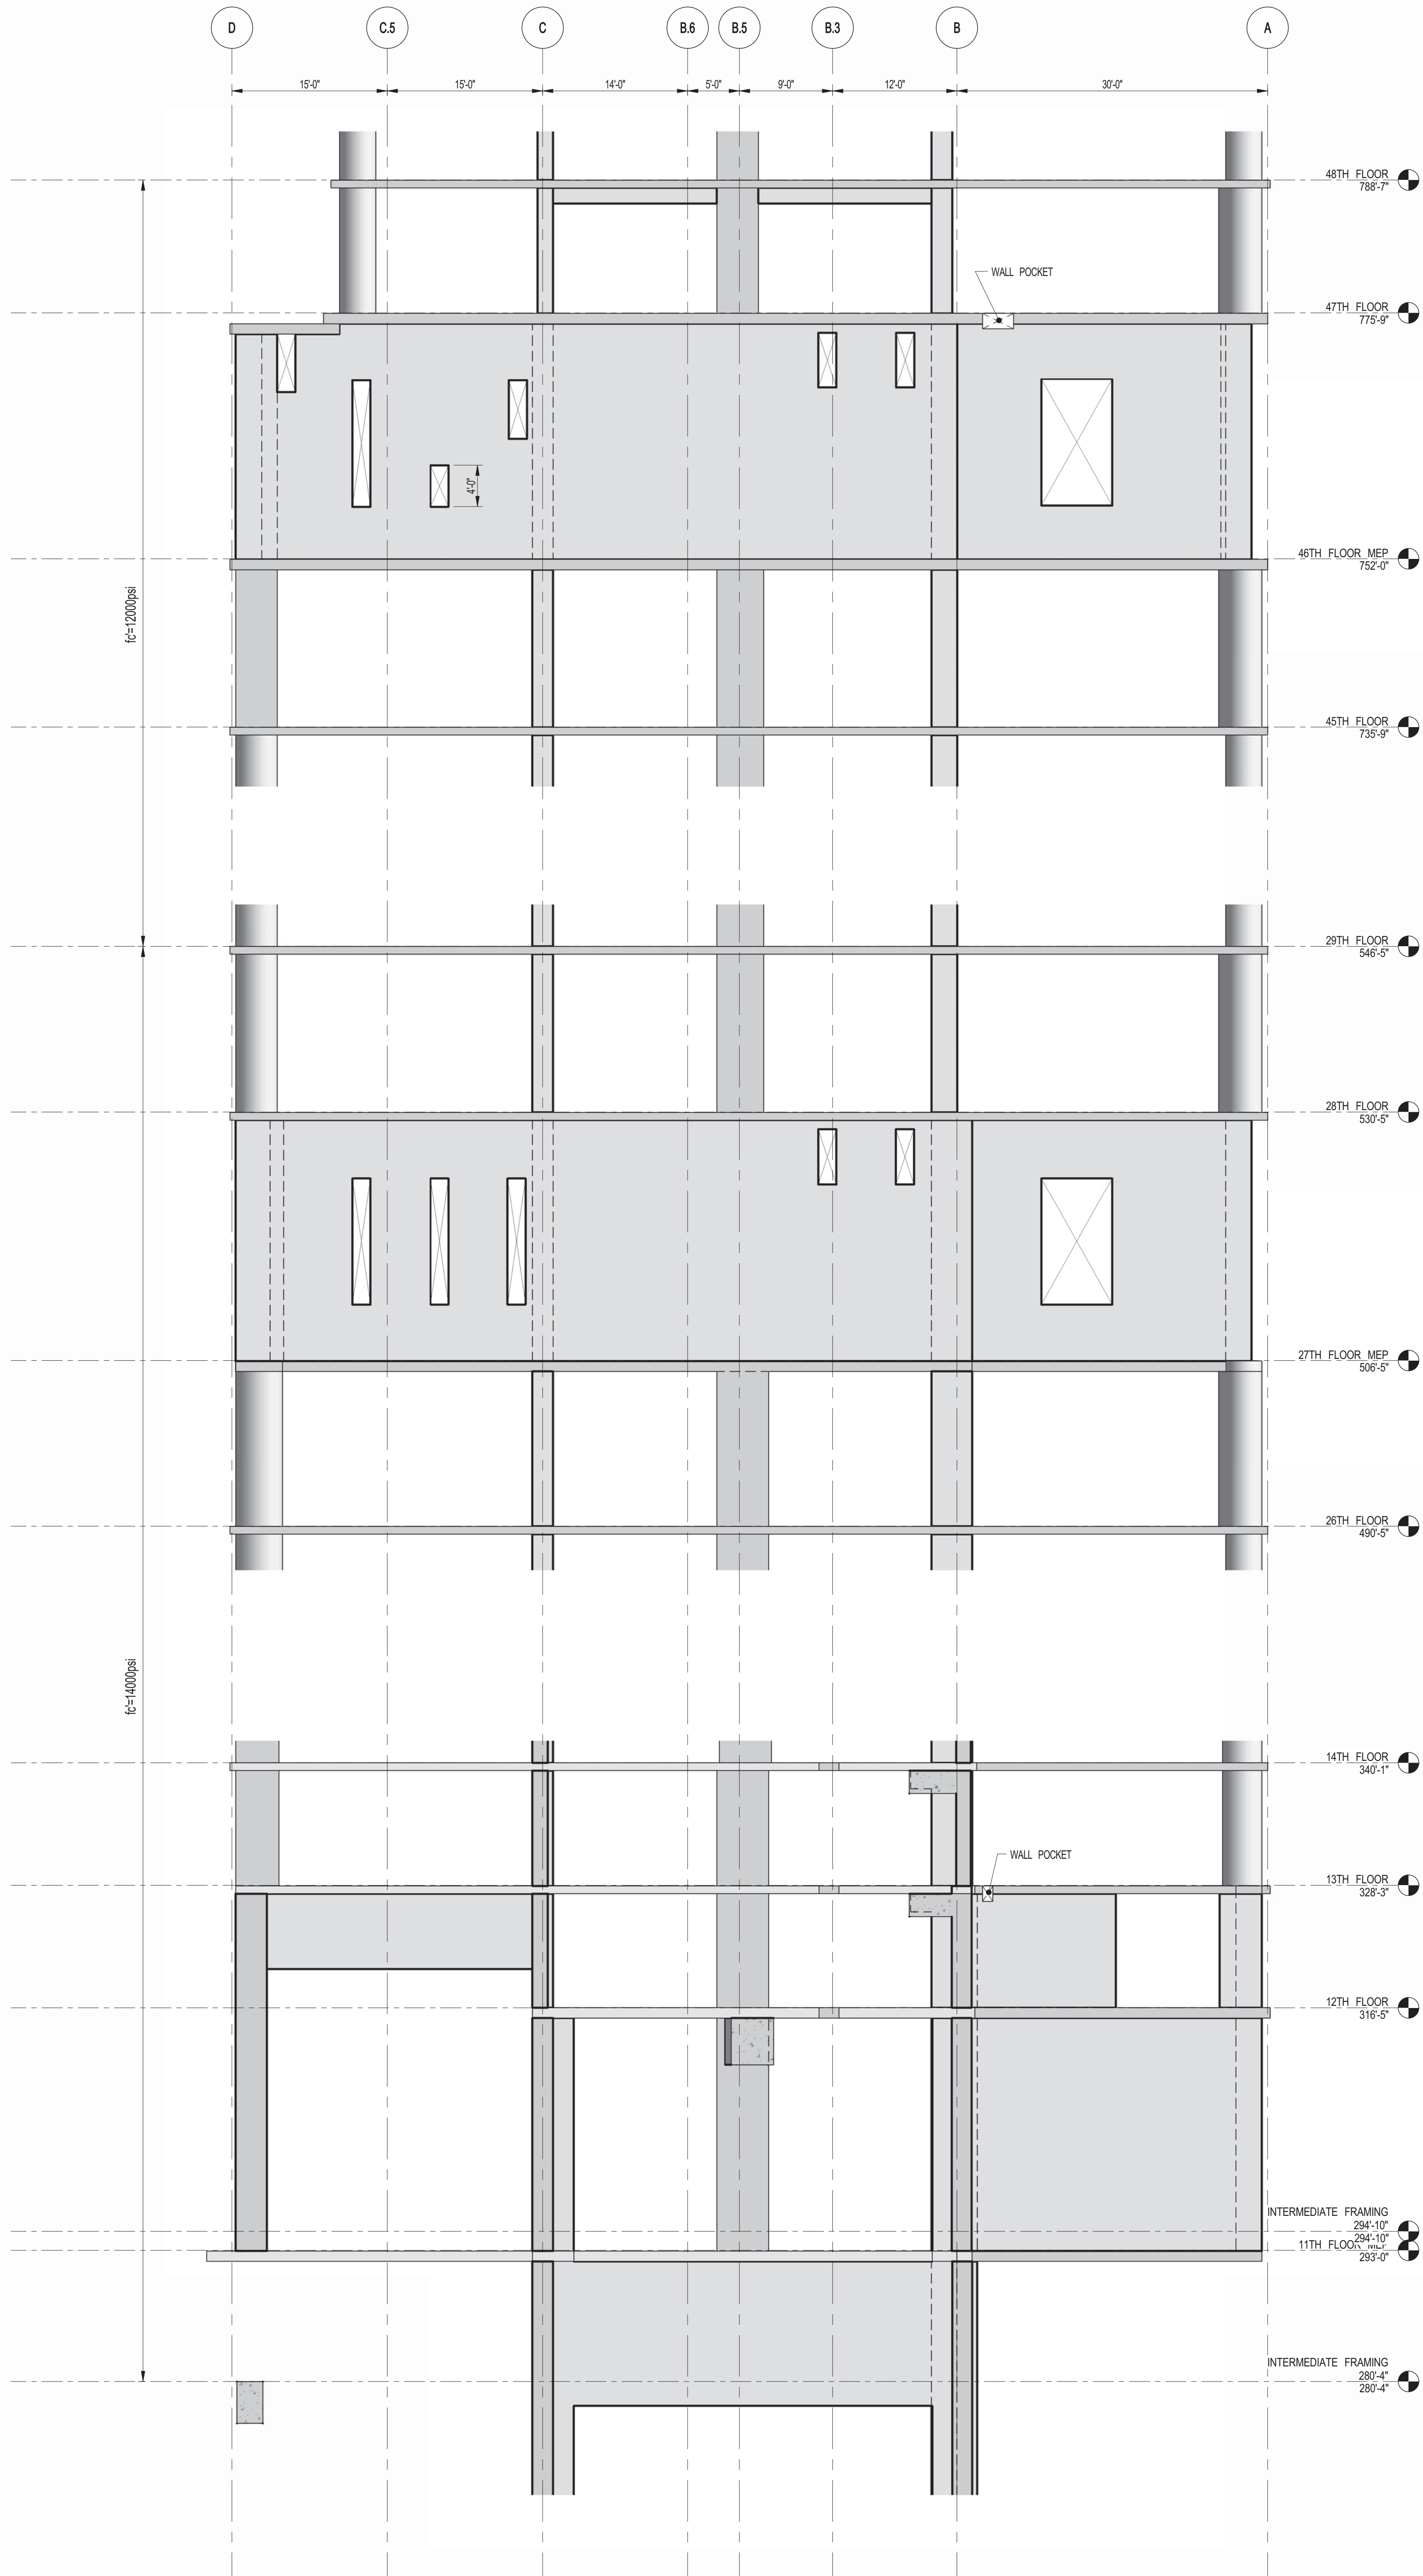 D
C.5
C
B.6
B.5
B.3
B
A
15'-0"
15'-0"
14'-0"
5'-0"
9'-0"
12'-0"
30'-0"
48TH FLOOR
788'-7"
WALL POCKET
47TH FLOOR
775'-9"
4'-0"
46TH FLOOR MEP
752'-0"
fc'=12000psi
45TH FLOOR
735'-9"
29TH FLOOR
546'-5"
28TH FLOOR
530'-5"
27TH FLOOR MEP
506'-5"
26TH FLOOR
490'-5"
fc'=14000psi
14TH FLOOR
340'-1"
WALL POCKET
13TH FLOOR
328'-3"
12TH FLOOR
316'-5"
INTERMEDIATE FRAMING
294'-10"
294'-10"
11TH FLOOR MEP
293'-0"
INTERMEDIATE FRAMING
280'-4"
280'-4"